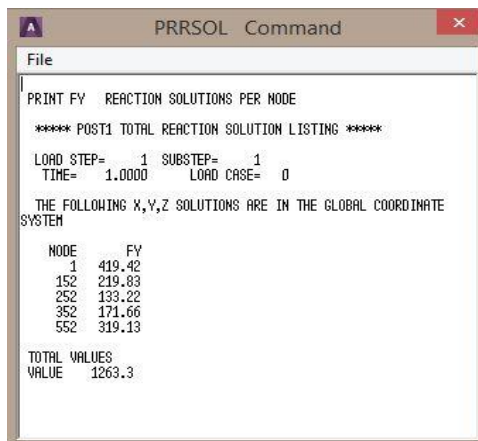 PRRSOL Command
File
PRINT FY REACTION SOLUTIONS PER NODE
***** POST1 TOTAL REACTION SOLUTION LISTING *****
LOAD STEP= 1 SUBSTEP= 1
TIME= 1.0000 LOAD CASE= 0
THE FOLLOWING X,Y,Z SOLUTIONS ARE IN THE GLOBAL COORDINATE
SYSTEM
NODE FY
1 419.42
152 219.83
252 133.22
352 171.66
552 319.13
TOTAL VALUES
VALUE 1263.3